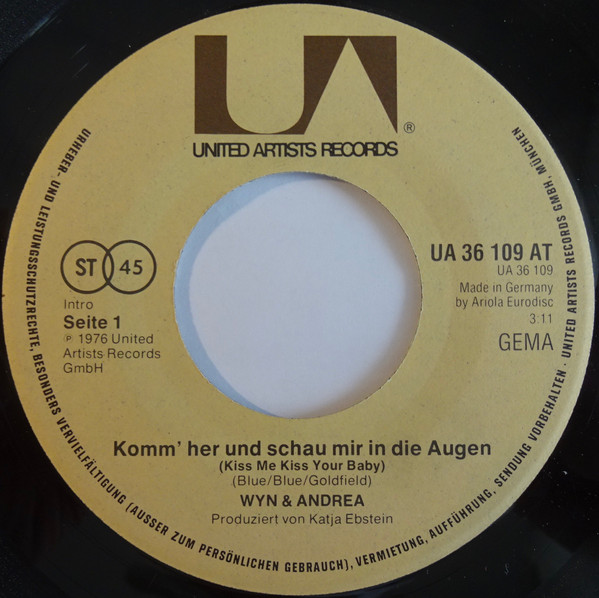 UA
®
UNITED ARTISTS RECORDS
ST 45
Intro
Seite 1
℗ 1976 United
Artists Records
GmbH
UA 36 109 AT
UA 36 109
Made in Germany
by Ariola Eurodisc
3.11
GEMA
Komm' her und schau mir in die Augen
(Kiss Me Kiss Your Baby)
(Blue/Blue/Goldfield)
WYN & ANDREA
Produziert von Katja Ebstein
URHEBER- UND LEISTUNGSSCHUTZRECHTE, BESONDERS VERVIELFÄLTIGUNG (AUSSER ZUM PERSÖNLICHEN GEBRAUCH), VERMIETUNG, AUFFÜHRUNG, SENDUNG VORBEHALTEN · UNITED ARTISTS RECORDS GMBH, MÜNCHEN